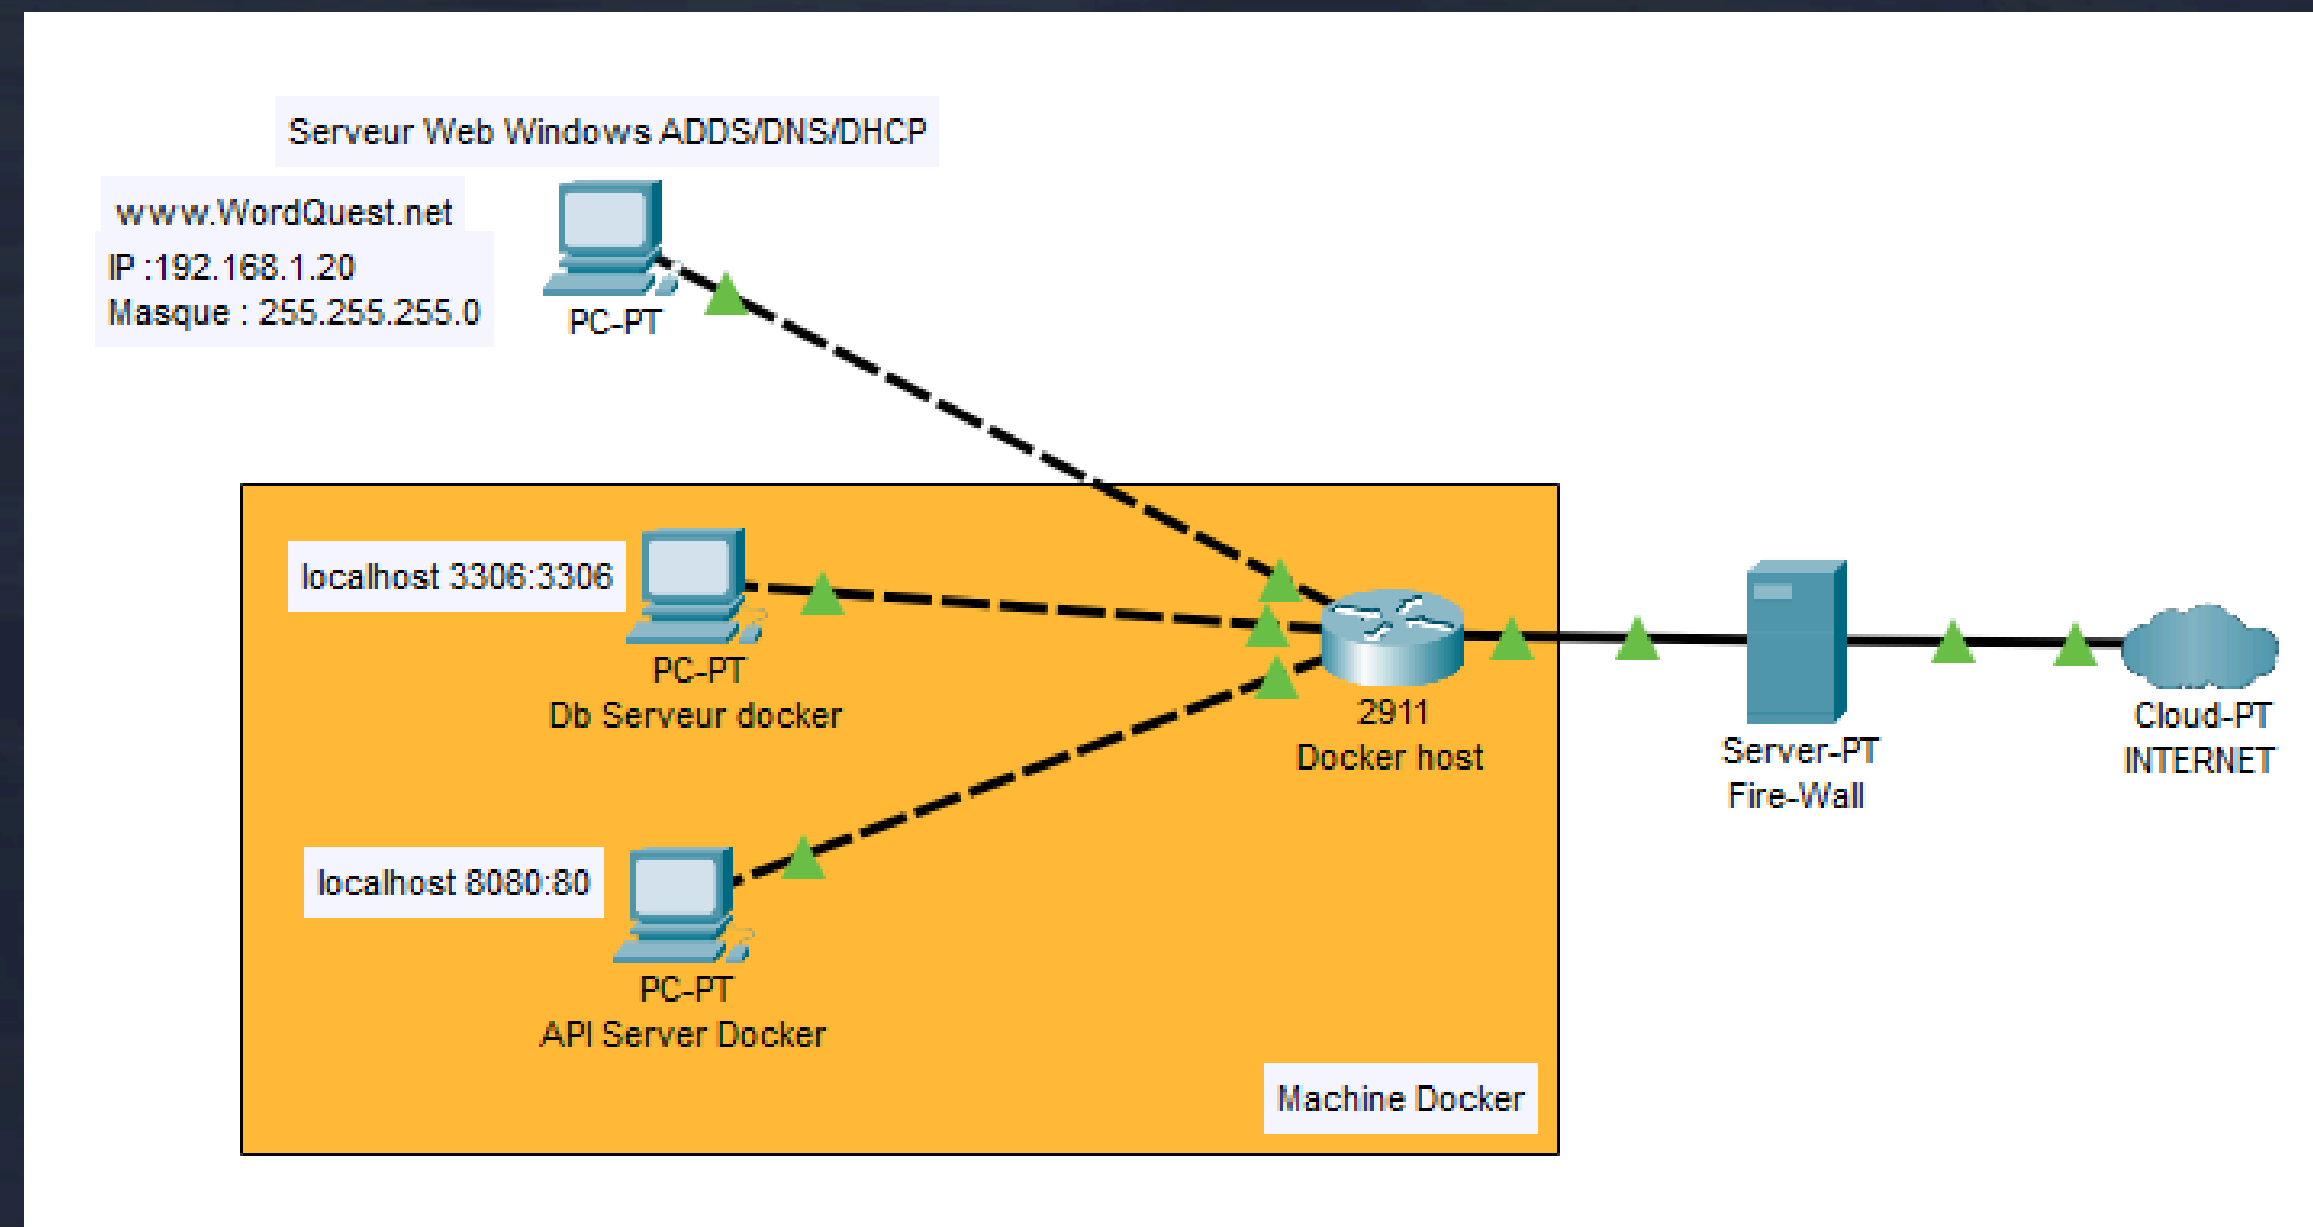 Serveur Web Windows ADDS/DNS/DHCP
www.WordQuest.net
IP :192.168.1.20
Masque : 255.255.255.0
PC-PT
localhost 3306:3306
PC-PT
Db Serveur docker
2911
Docker host
Server-PT
Fire-Wall
Cloud-PT
INTERNET
localhost 8080:80
PC-PT
API Server Docker
Machine Docker